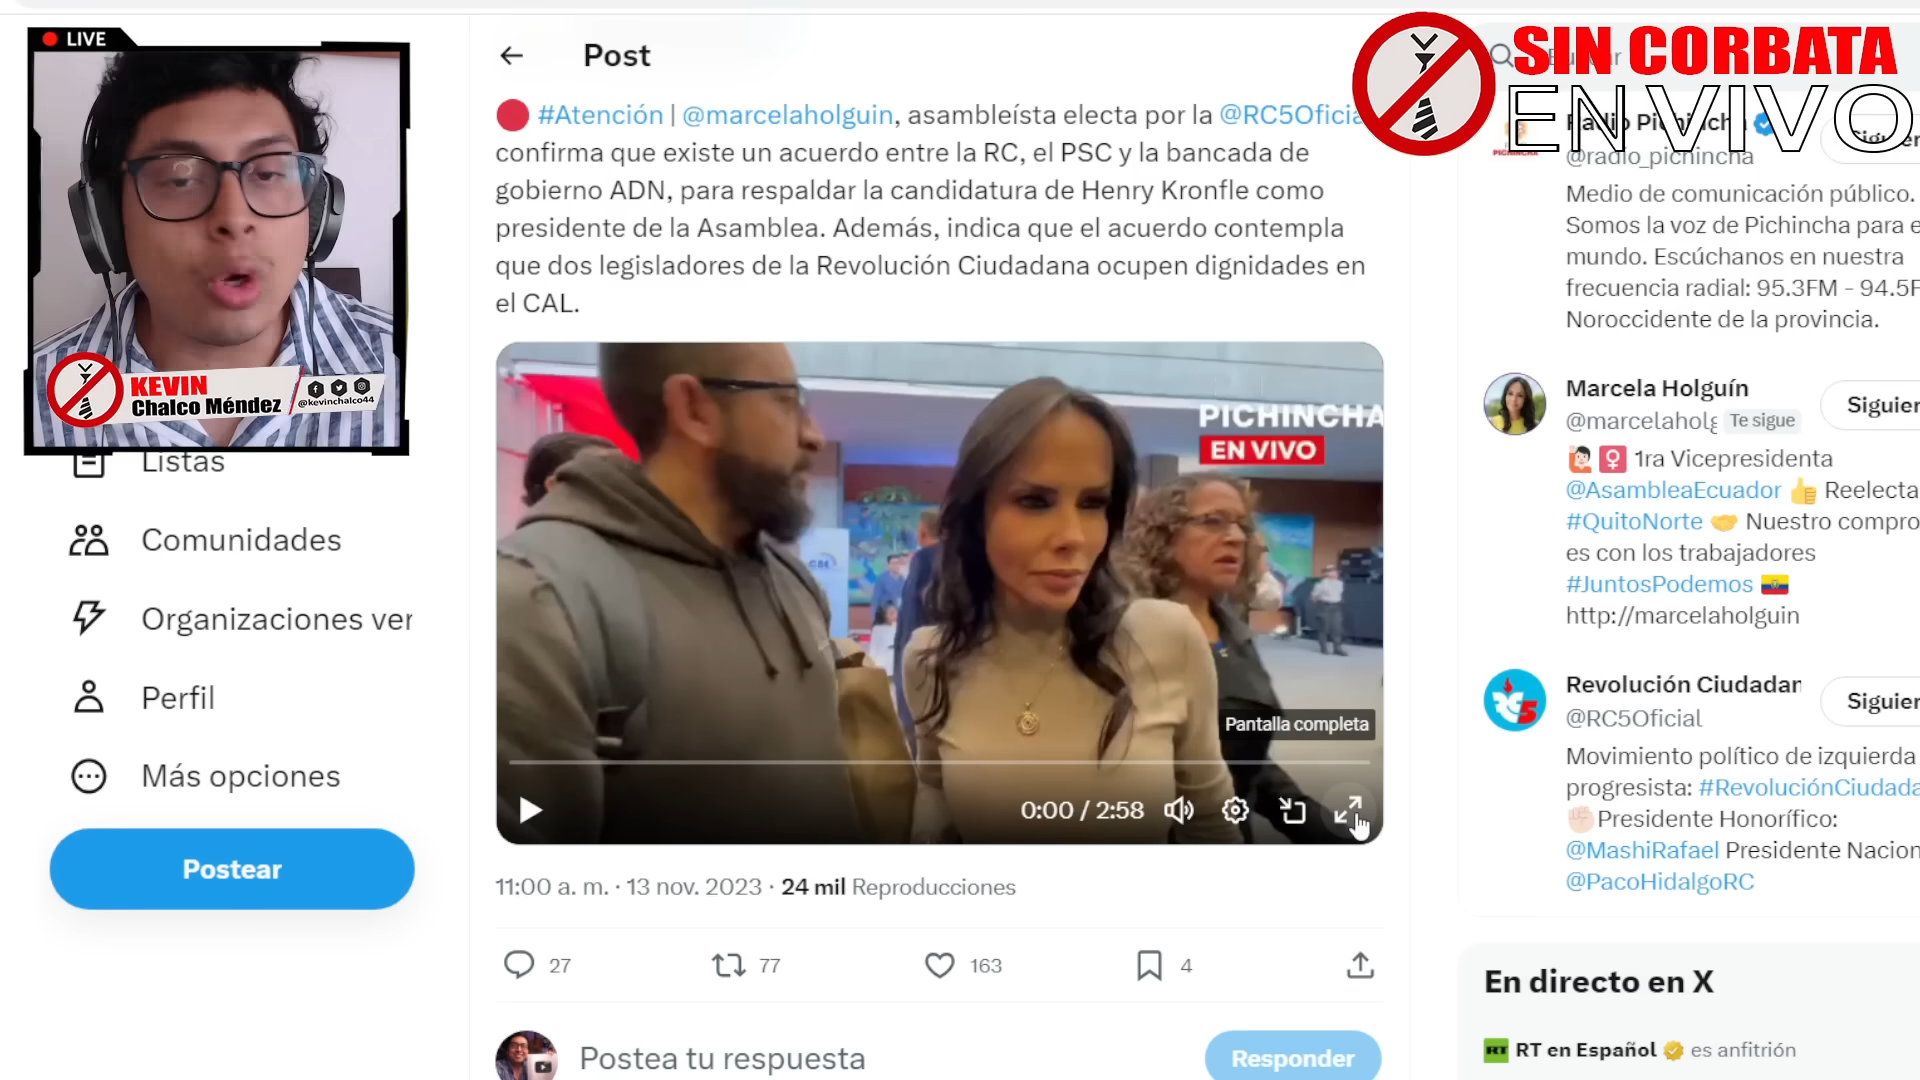 LIVE
KEVIN
Chalco Méndez
@kevinchalco44
Listas
Comunidades
Organizaciones ver
Perfil
Más opciones
Postear
Post
#Atención | @marcelaholguin, asambleísta electa por la @RC5Oficia
confirma que existe un acuerdo entre la RC, el PSC y la bancada de
gobierno ADN, para respaldar la candidatura de Henry Kronfle como
presidente de la Asamblea. Además, indica que el acuerdo contempla
que dos legisladores de la Revolución Ciudadana ocupen dignidades en
el CAL.
PICHINCHA
EN VIVO
Pantalla completa
0:00 / 2:58
11:00 a. m. · 13 nov. 2023 · 24 mil Reproducciones
27
77
163
4
Postea tu respuesta
Responder
SIN CORBATA
EN VIVO
Radio Pichincha
@radio_pichincha
Medio de comunicación público.
Somos la voz de Pichincha para e
mundo. Escúchanos en nuestra
frecuencia radial: 95.3FM - 94.5F
Noroccidente de la provincia.
Marcela Holguín
@marcelaholg Te sigue
Siguier
1ra Vicepresidenta
@AsambleaEcuador Reelecta
#QuitoNorte Nuestro compro
es con los trabajadores
#JuntosPodemos
http://marcelaholguin
Revolución Ciudadan
@RC5Oficial
Siguier
Movimiento político de izquierda
progresista: #RevoluciónCiudada
Presidente Honorífico:
@MashiRafael Presidente Nacion
@PacoHidalgoRC
En directo en X
RT RT en Español es anfitrión